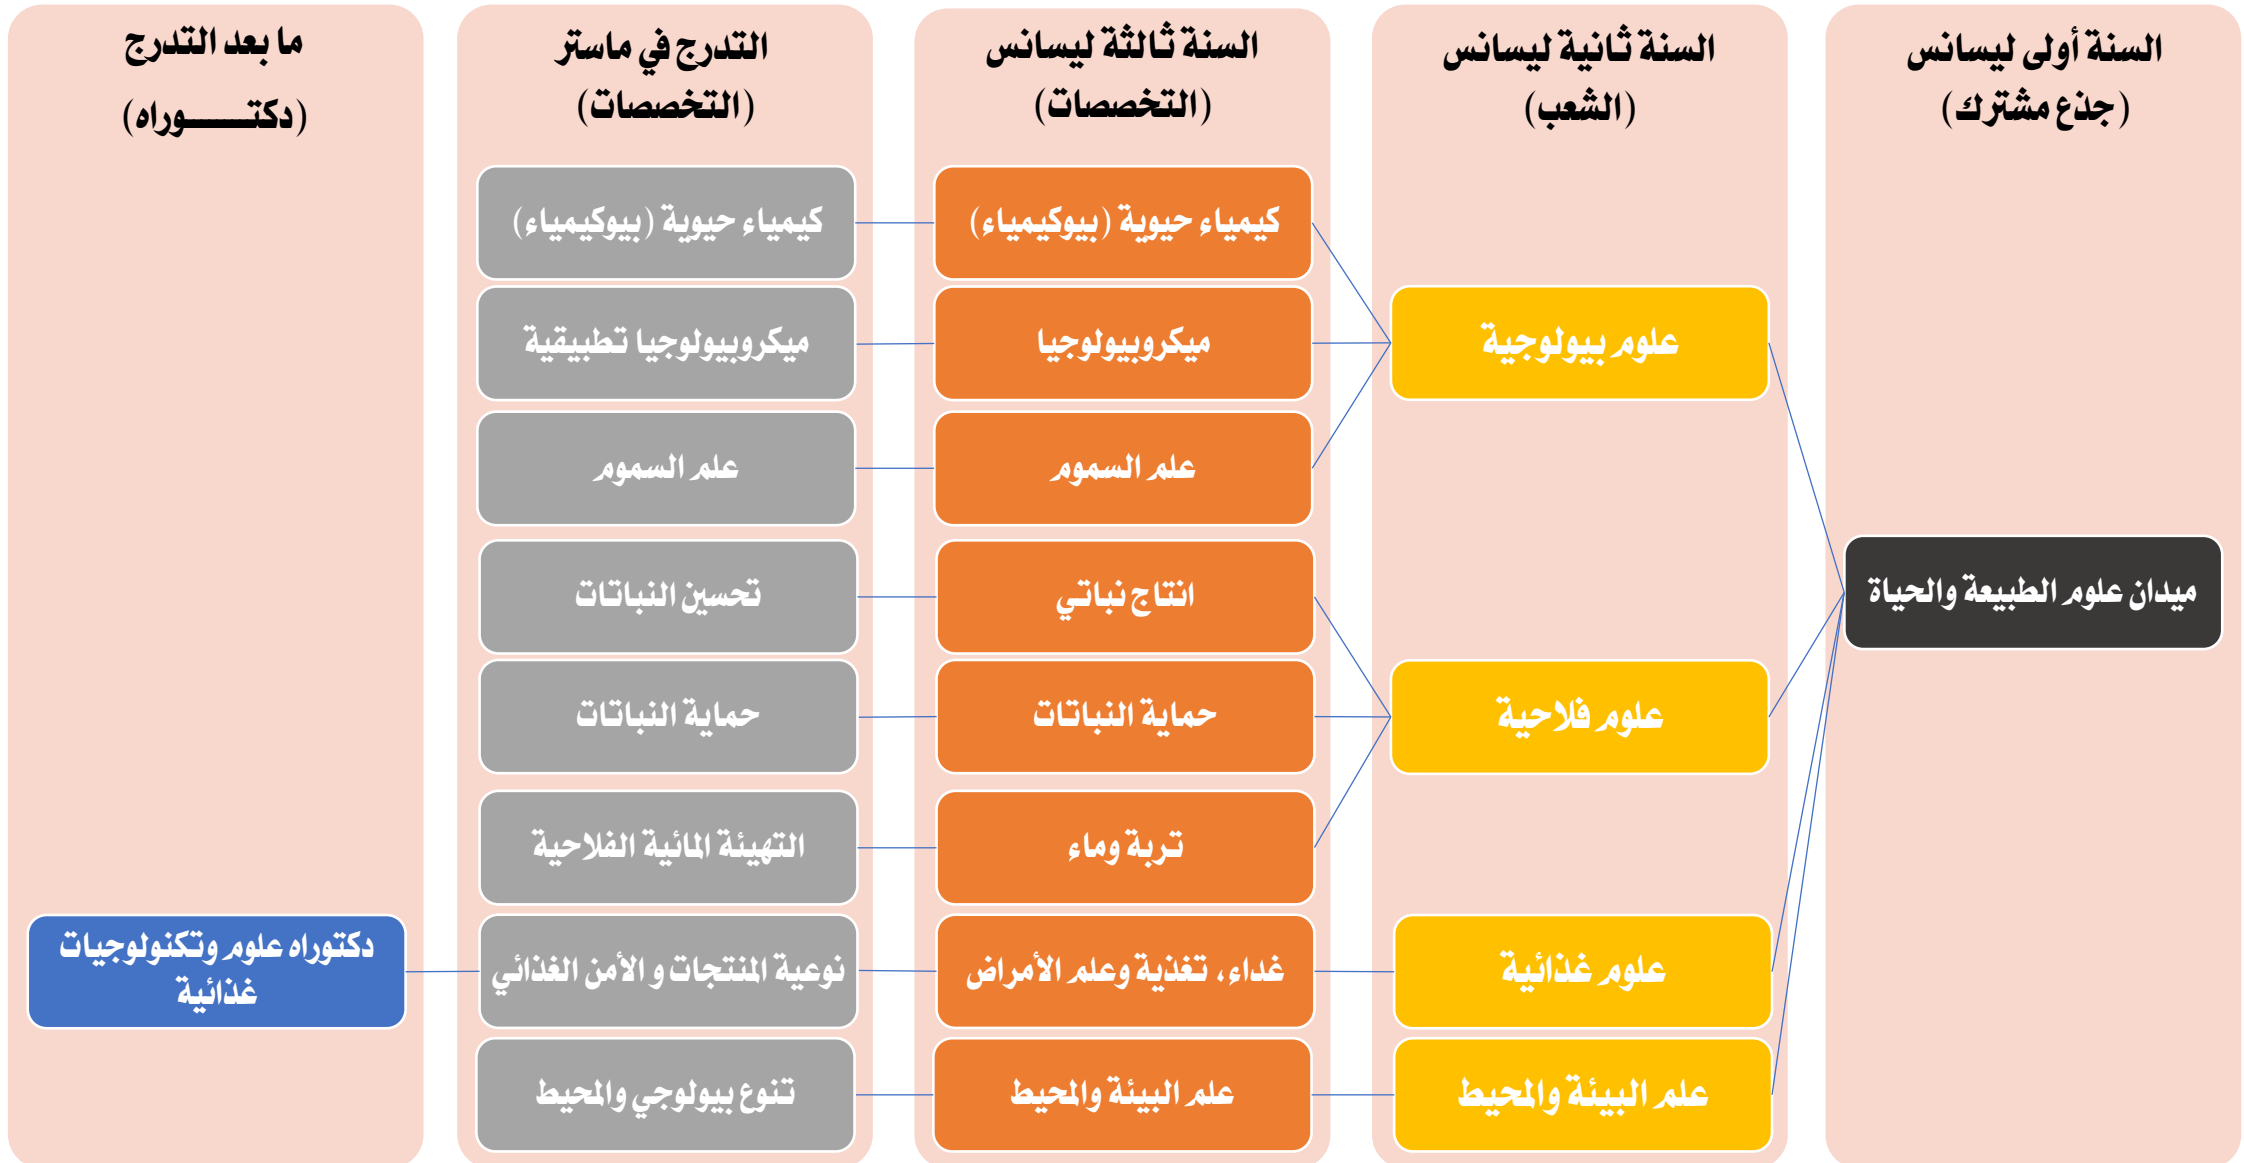 السنة أولى ليسانس
(جذع مشترك)
ميدان علوم الطبيعة والحياة
السنة ثانية ليسانس
(الشعب)
علوم بيولوجية
علوم فلاحية
علوم غذائية
علم البيئة والمحيط
السنة ثالثة ليسانس
(التخصصات)
كيمياء حيوية (بيوكيمياء)
ميكروبيولوجيا
علم السموم
انتاج نباتي
حماية النباتات
تربة وماء
غداء، تغذية وعلم الأمراض
علم البيئة والمحيط
التدرج في ماستر
(التخصصات)
كيمياء حيوية (بيوكيمياء)
ميكروبيولوجيا تطبيقية
علم السموم
تحسين النباتات
حماية النباتات
التهيئة المائية الفلاحية
نوعية المنتجات و الأمن الغذائي
تنوع بيولوجي والمحيط
ما بعد التدرج
(دكتـــــــوراه)
دكتوراه علوم وتكنولوجيات
غذائية